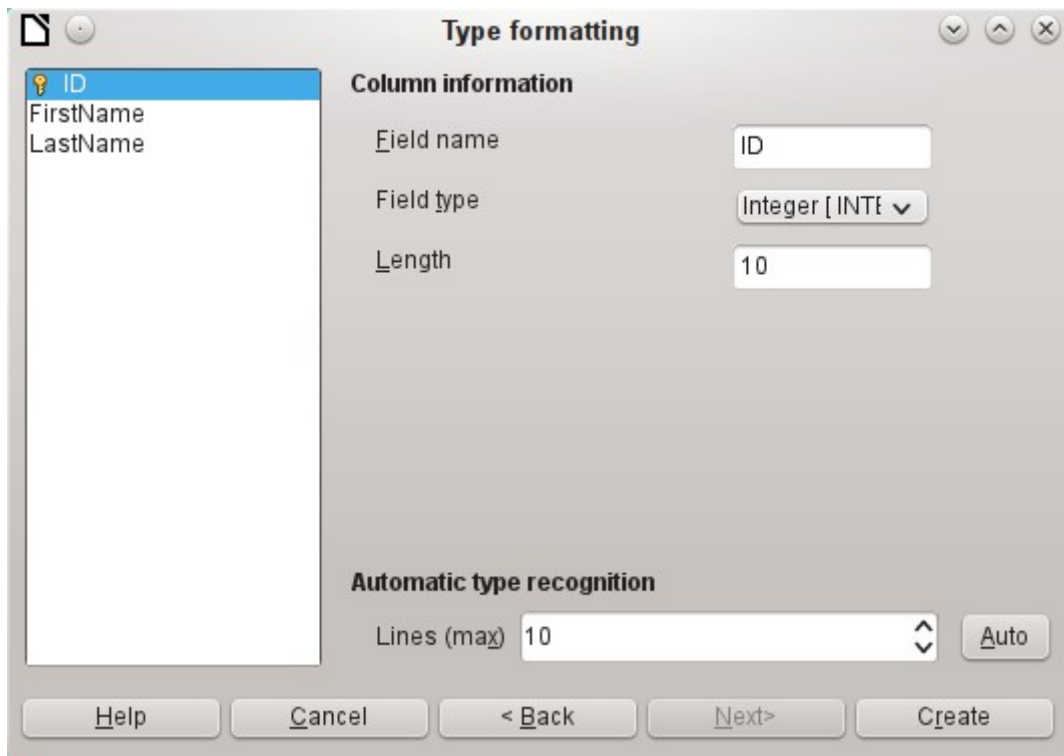 Type formatting
ID
FirstName
LastName
Column information
Field name
ID
Field type
Integer [ INTE
Length
10
Automatic type recognition
Lines (max) 10 Auto
Help Cancel < Back Next> Create